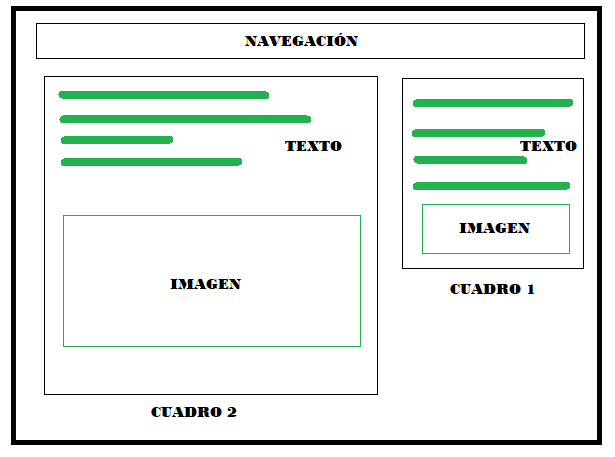 NAVEGACIÓN
TEXTO
IMAGEN
CUADRO 2
TEXTO
IMAGEN
CUADRO 1